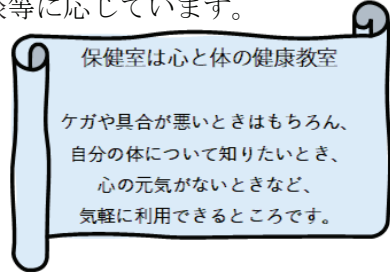 談等に応じています。
保健室は心と体の健康教室
ケガや具合が悪いときはもちろん、
自分の体について知りたいとき、
心の元気がないときなど、
気軽に利用できるところです。